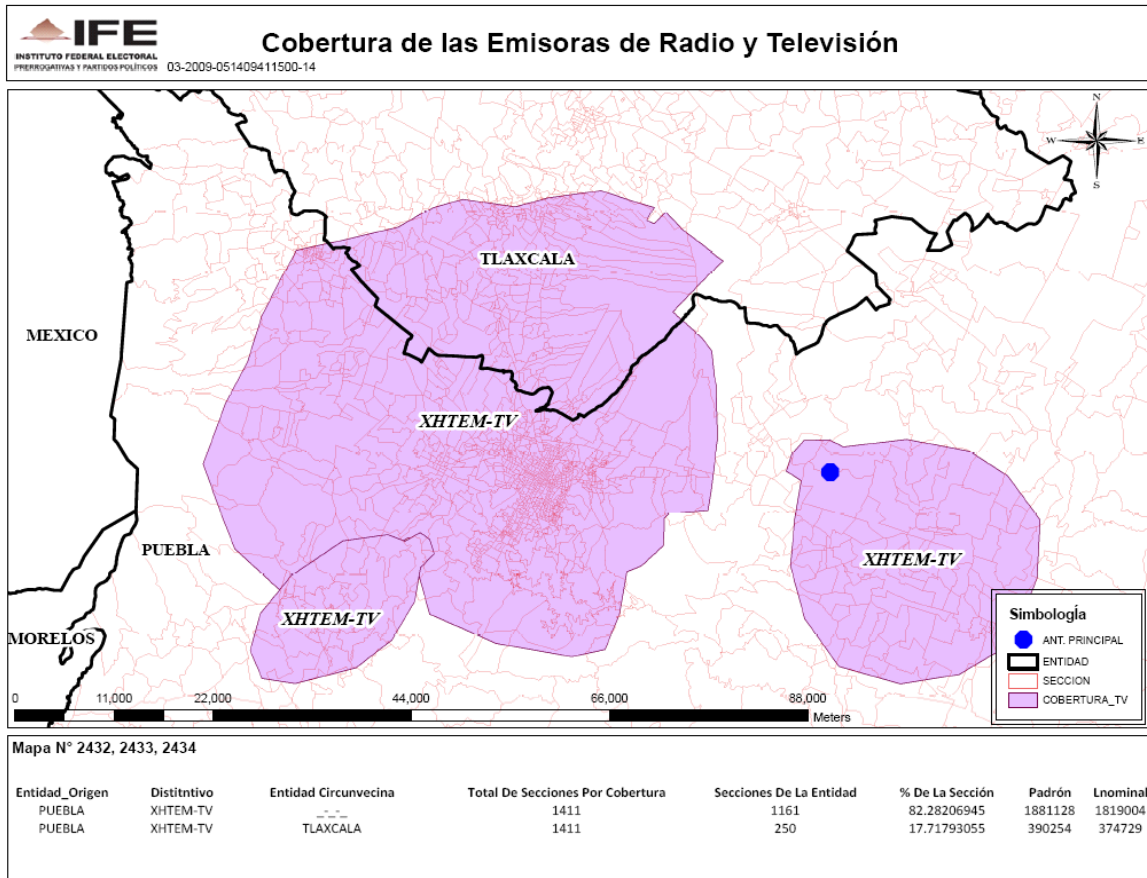 IFE
INSTITUTO FEDERAL ELECTORAL
PRERROGATIVAS Y PARTIDOS POLÍTICOS
03-2009-051409411500-14
Cobertura de las Emisoras de Radio y Televisión
N
W E
S
TLAXCALA
MEXICO
XHTEM-TV
PUEBLA
XHTEM-TV
XHTEM-TV
MORELOS
Simbología
ANT. PRINCIPAL
ENTIDAD
SECCION
COBERTURA_TV
0 11,000 22,000 44,000 66,000 88,000
Meters
Mapa N° 2432, 2433, 2434
Entidad_Origen Distitntivo Entidad Circunvecina Total De Secciones Por Cobertura Secciones De La Entidad % De La Sección Padrón Lnominal
PUEBLA XHTEM-TV _-_-_ 1411 1161 82.28206945 1881128 1819004
PUEBLA XHTEM-TV TLAXCALA 1411 250 17.71793055 390254 374729